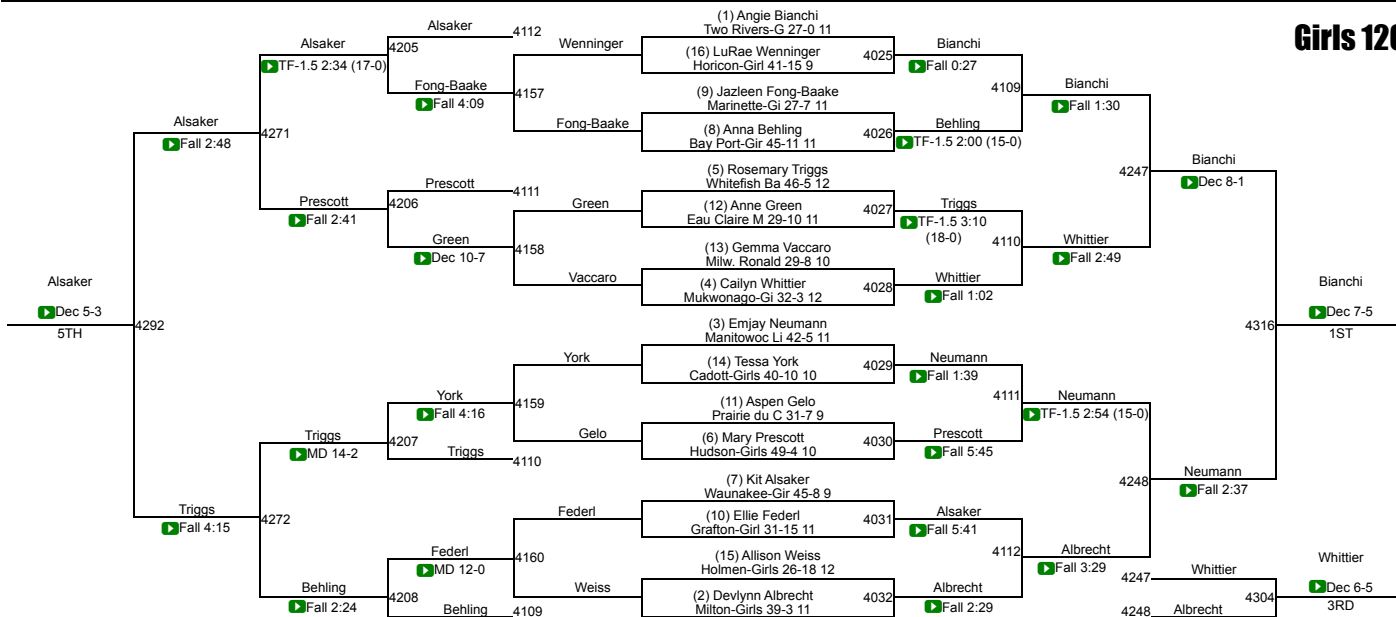 Girls 126
Alsaker
Dec 5-3
5TH
4292
Alsaker
Fall 2:48
4271
Triggs
Fall 4:15
4272
Alsaker
TF-1.5 2:34 (17-0)
4205
Prescott
Fall 2:41
4206
Triggs
MD 14-2
4207
Behling
Fall 2:24
4208
Alsaker
4112
Fong-Baake
Fall 4:09
4157
Prescott
4111
Green
Dec 10-7
4158
York
Fall 4:16
4159
Triggs
4110
Federl
MD 12-0
4160
Behling
4109
Wenninger
Fong-Baake
Green
Vaccaro
York
Gelo
Federl
Weiss
(1) Angie Bianchi
Two Rivers-G 27-0 11
(16) LuRae Wenninger
Horicon-Girl 41-15 9
4025
(9) Jazleen Fong-Baake
Marinette-Gi 27-7 11
(8) Anna Behling
Bay Port-Gir 45-11 11
4026
(5) Rosemary Triggs
Whitefish Ba 46-5 12
(12) Anne Green
Eau Claire M 29-10 11
4027
(13) Gemma Vaccaro
Milw. Ronald 29-8 10
(4) Cailyn Whittier
Mukwonago-Gi 32-3 12
4028
(3) Emjay Neumann
Manitowoc Li 42-5 11
(14) Tessa York
Cadott-Girls 40-10 10
4029
(11) Aspen Gelo
Prairie du C 31-7 9
(6) Mary Prescott
Hudson-Girls 49-4 10
4030
(7) Kit Alsaker
Waunakee-Gir 45-8 9
(10) Ellie Federl
Grafton-Girl 31-15 11
4031
(15) Allison Weiss
Holmen-Girls 26-18 12
(2) Devlynn Albrecht
Milton-Girls 39-3 11
4032
Bianchi
Fall 0:27
4109
Behling
TF-1.5 2:00 (15-0)
Triggs
TF-1.5 3:10
(18-0)
4110
Whittier
Fall 1:02
Neumann
Fall 1:39
4111
Prescott
Fall 5:45
Alsaker
Fall 5:41
4112
Albrecht
Fall 2:29
Bianchi
Fall 1:30
4247
Whittier
Fall 2:49
Neumann
TF-1.5 2:54 (15-0)
4248
Albrecht
Fall 3:29
Bianchi
Dec 8-1
4316
Neumann
Fall 2:37
Bianchi
Dec 7-5
1ST
4247
Whittier
4248
Albrecht
4304
Whittier
Dec 6-5
3RD